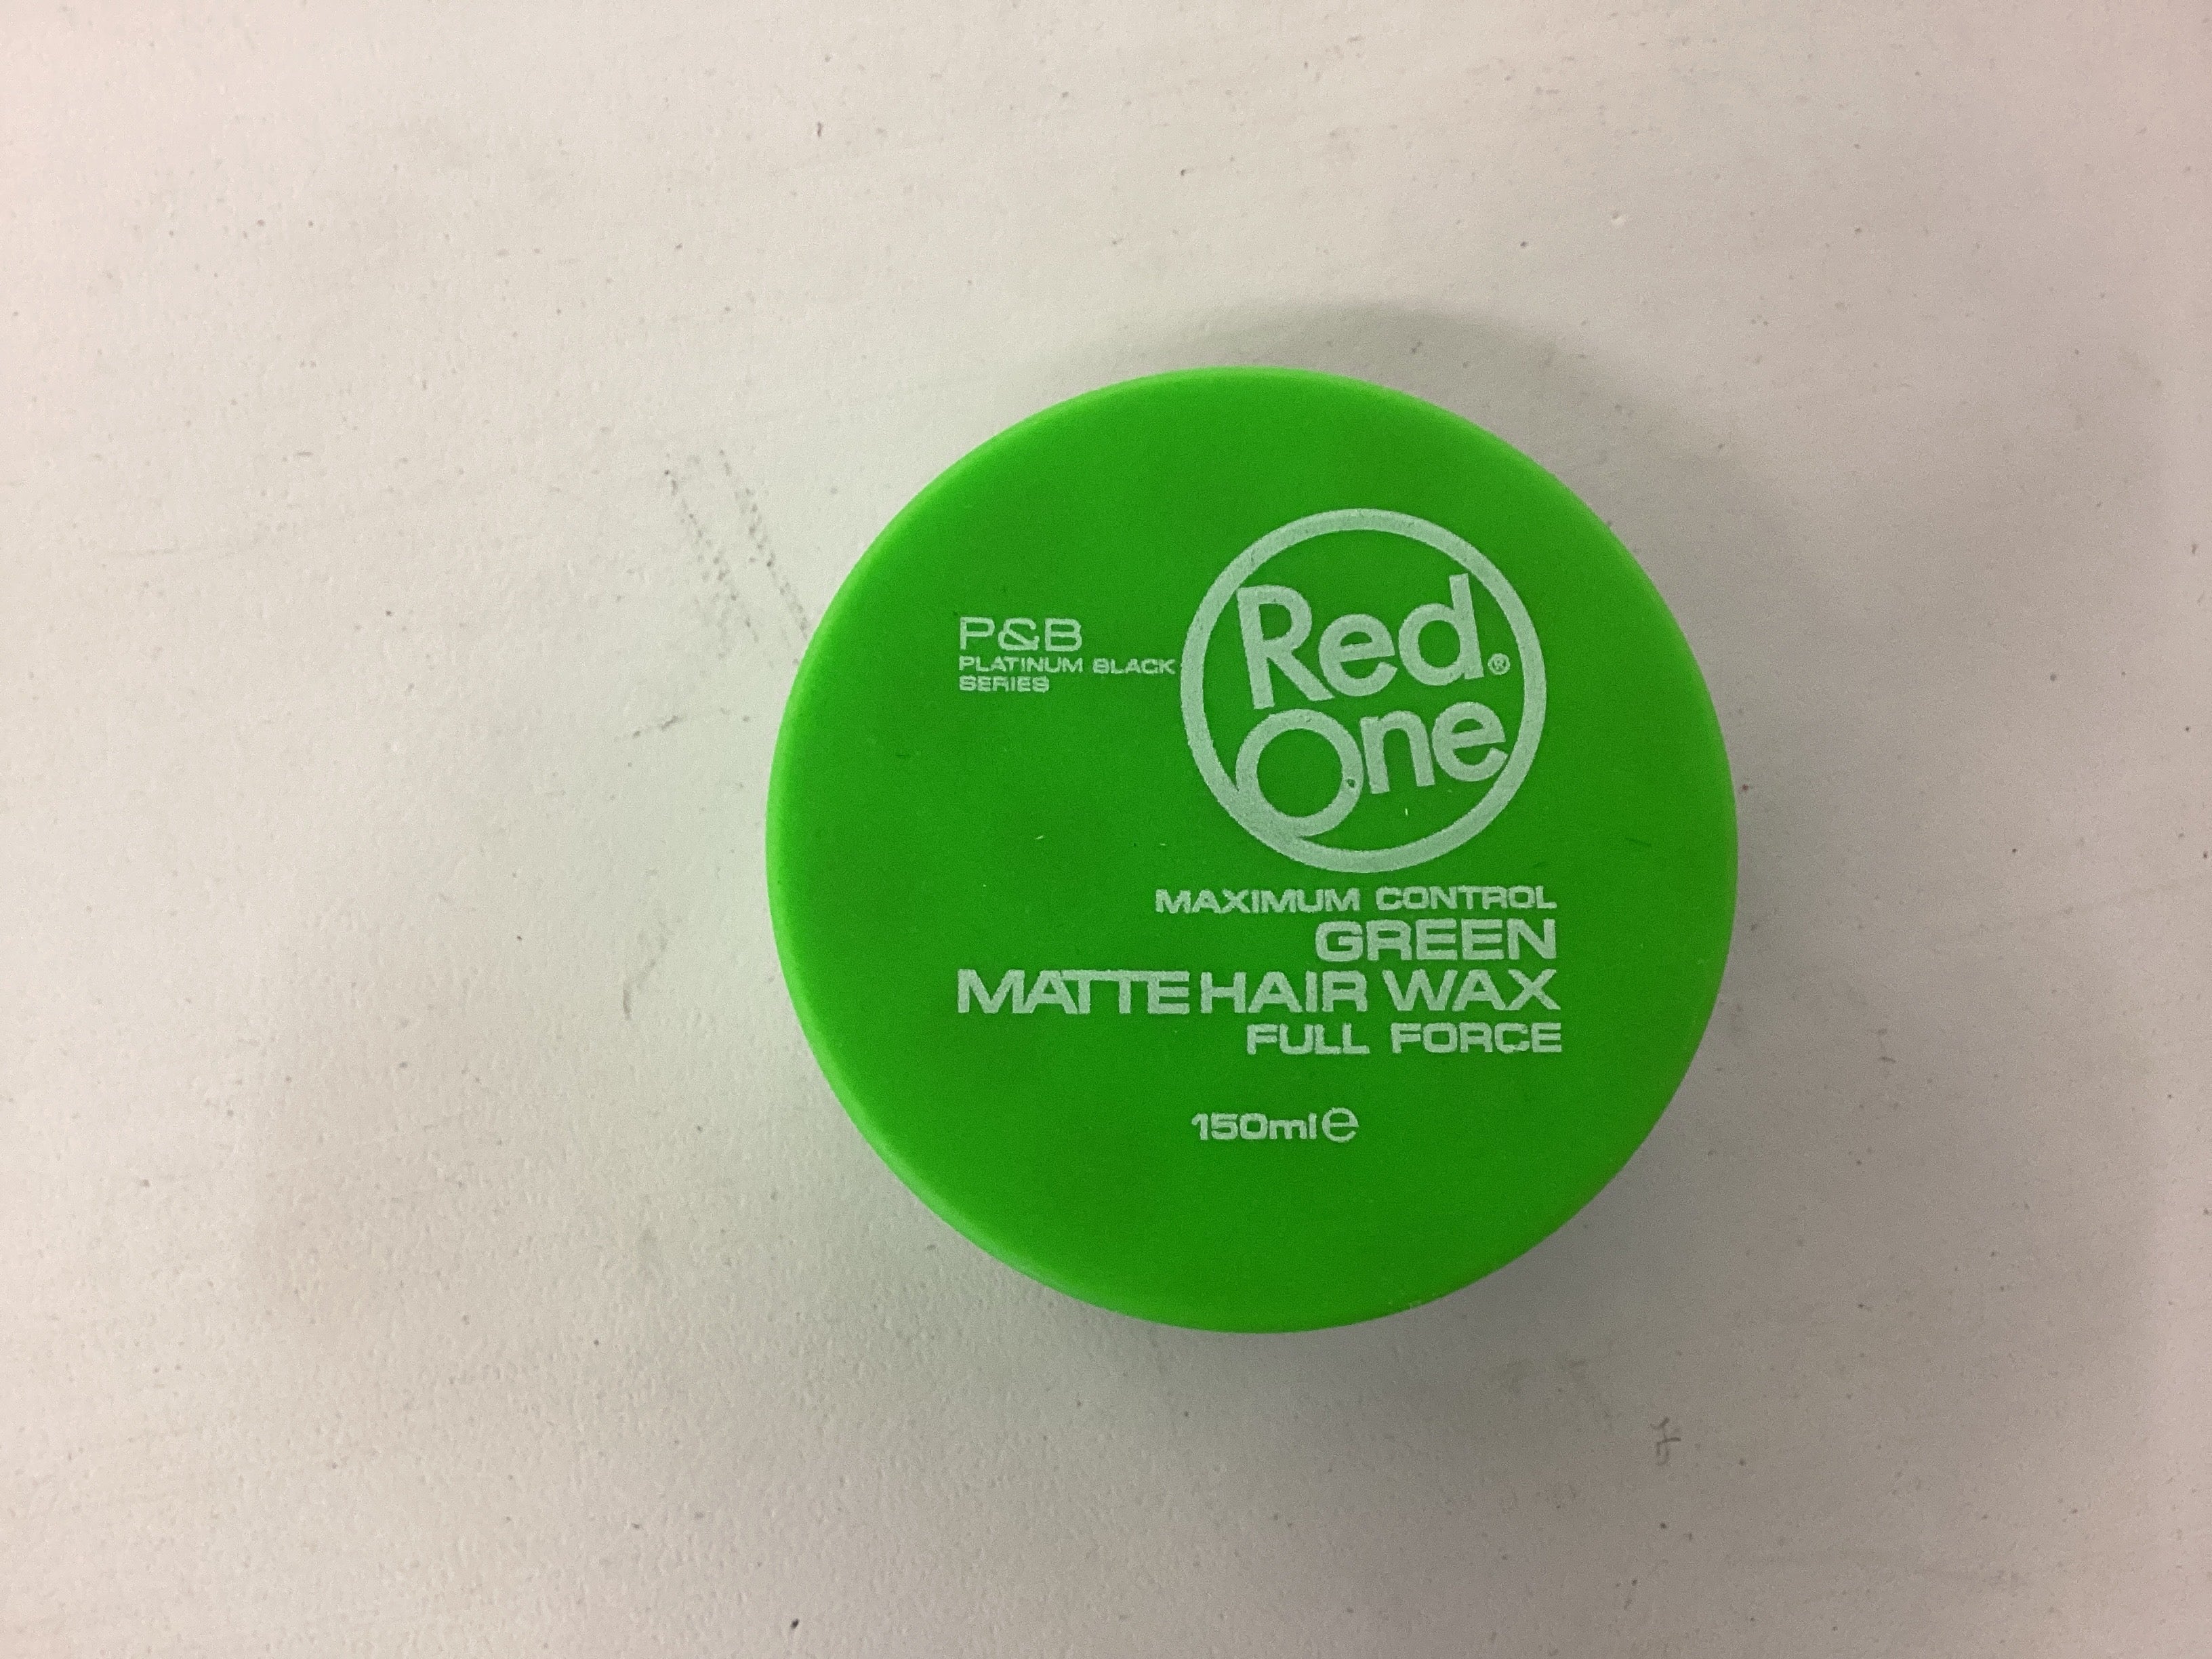 P&B
PLATINUM BLACK
SERIES
Red®
One
MAXIMUM CONTROL
GREEN
MATTE HAIR WAX
FULL FORCE
150ml e